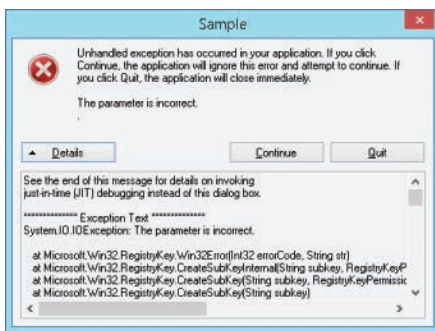 Sample
Unhandled exception has occurred in your application. If you click
Continue, the application will ignore this error and attempt to continue. If
you click Quit, the application will close immediately.
The parameter is incorrect.
.
Details
Continue
Quit
See the end of this message for details on invoking
just-in-time (JIT) debugging instead of this dialog box.
************** Exception Text **************
System.IO.IOException: The parameter is incorrect.
at Microsoft.Win32.RegistryKey.Win32Error(Int32 errorCode, String str)
at Microsoft.Win32.RegistryKey.CreateSubKeyInternal(String subkey, RegistryKeyP
at Microsoft.Win32.RegistryKey.CreateSubKey(String subkey, RegistryKeyPermissic
at Microsoft.Win32.RegistryKey.CreateSubKey(String subkey)